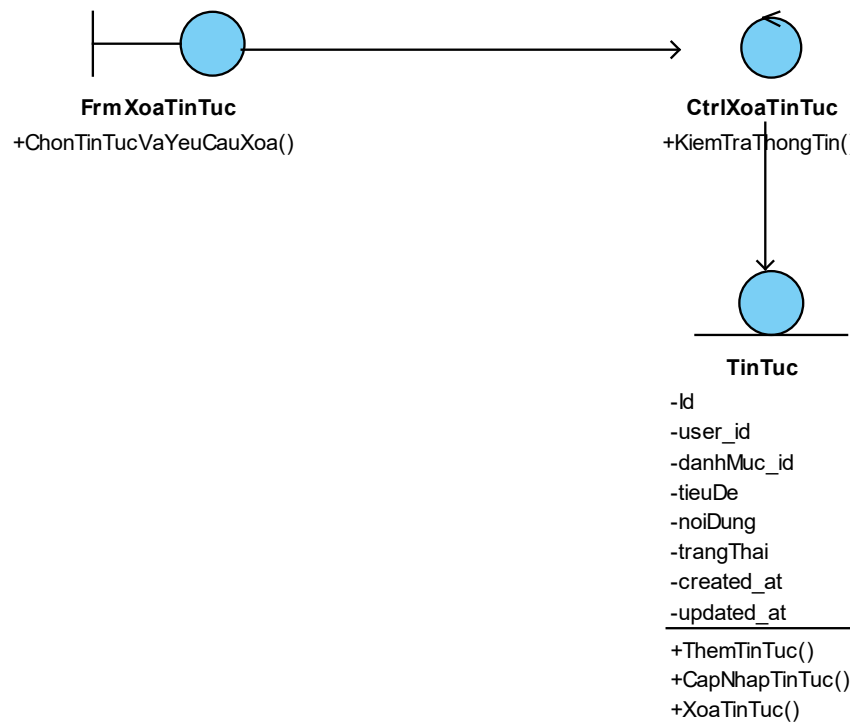 FrmXoaTinTuc
+ChonTinTucVaYeuCauXoa()
CtrlXoaTinTuc
+KiemTraThongTin(
TinTuc
-Id
-user_id
-danhMuc_id
-tieuDe
-noiDung
-trangThai
-created_at
-updated_at
+ThemTinTuc()
+CapNhapTinTuc()
+XoaTinTuc()